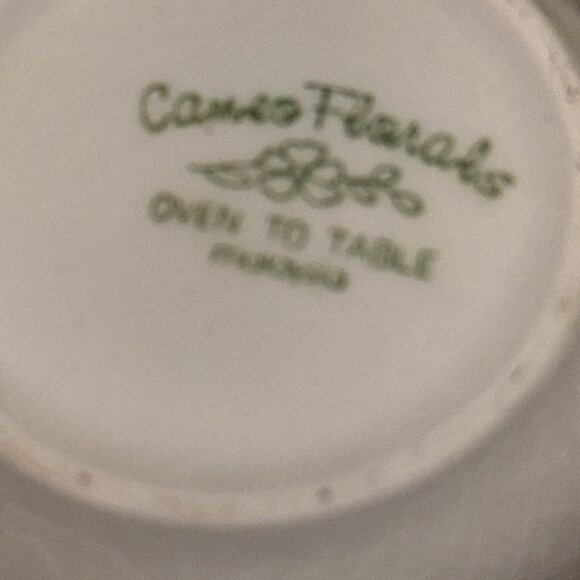 Cameo Florals
OVEN TO TABLE